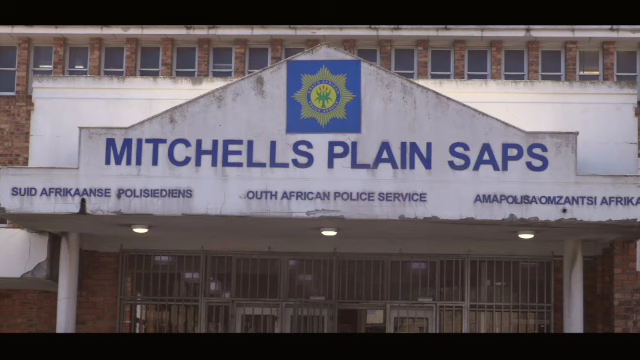 MITCHELLS PLAIN SAPS
SUID AFRIKAANSE POLISIEDIENS OUTH AFRICAN POLICE SERVICE AMAPOLISA OMZANTSI AFRIKA